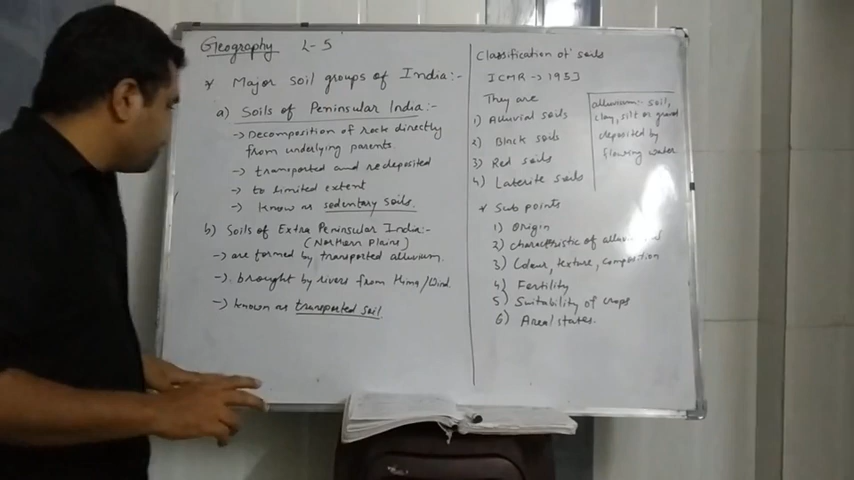 Geography L-5
* Major soil groups of India:-
a) Soils of Peninsular India:-
-> Decomposition of rock directly
from underlying parents.
-> transported and redeposited
-> to limited extent
-> known as sedentary soils.
b) Soils of Extra Peninsular India:-
(Northern Plains)
-> are formed by transported alluvium.
-> brought by rivers from Hima/Wind.
-> known as transported soil
Classification of soils
ICMR -> 1953
They are
1) Alluvial soils
2) Black soils
3) Red soils
4) Laterite soils
alluvium:- soil,
clay, silt or gravel
deposited by
flowing water
* Sub points
1) Origin
2) characteristic of
3) Colour, texture, composition
4) Fertility
5) Suitability of crops
6) Area/states.